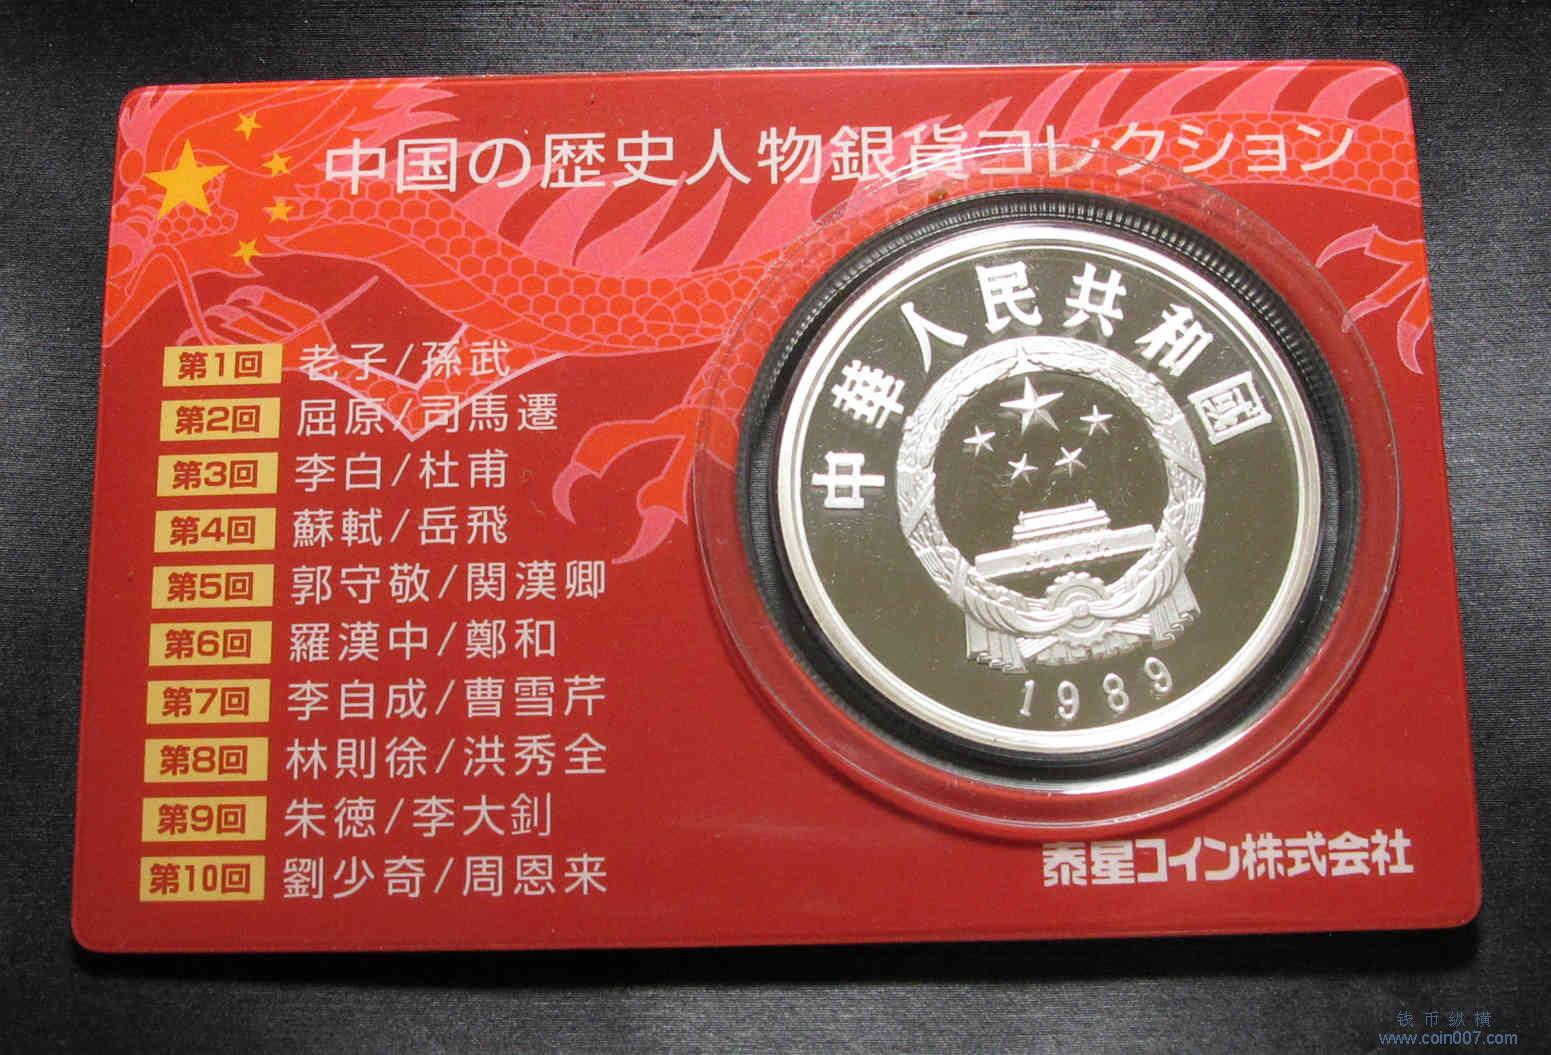 中国の歴史人物銀貨コレクション
第1回 老子/孫武
第2回 屈原/司馬遷
第3回 李白/杜甫
第4回 蘇軾/岳飛
第5回 郭守敬/関漢卿
第6回 羅漢中/鄭和
第7回 李自成/曹雪芹
第8回 林則徐/洪秀全
第9回 朱徳/李大釗
第10回 劉少奇/周恩来
中華人民共和國
1989
泰星コイン株式会社
钱币纵横
www.coin007.com